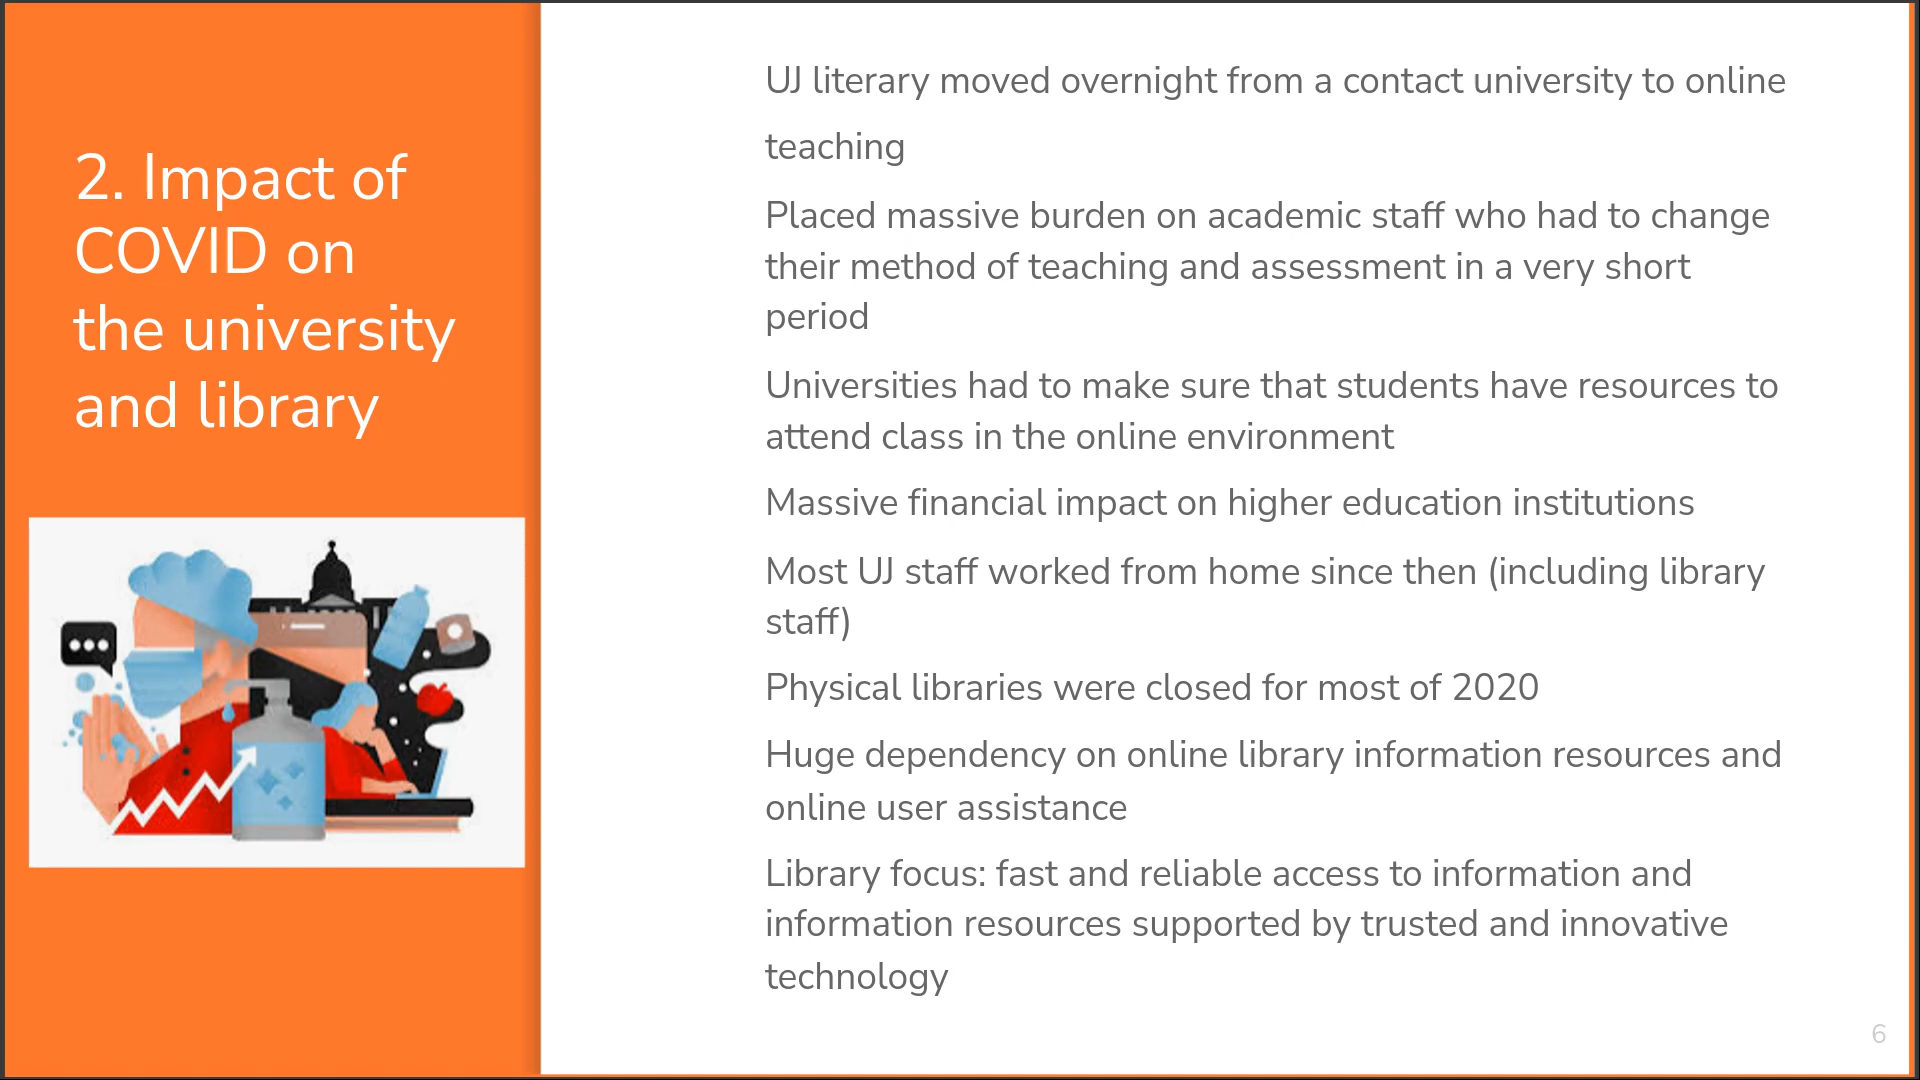 2. Impact of
COVID on
the university
and library
UJ literary moved overnight from a contact university to online
teaching
Placed massive burden on academic staff who had to change
their method of teaching and assessment in a very short
period
Universities had to make sure that students have resources to
attend class in the online environment
Massive financial impact on higher education institutions
Most UJ staff worked from home since then (including library
staff)
Physical libraries were closed for most of 2020
Huge dependency on online library information resources and
online user assistance
Library focus: fast and reliable access to information and
information resources supported by trusted and innovative
technology
6